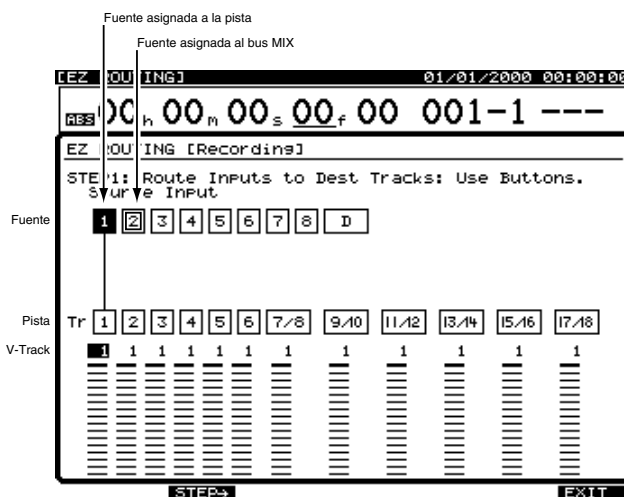 Fuente asignada a la pista
Fuente asignada al bus MIX
[EZ ROUTING] 01/01/2000 00:00:00
ABS 00 h 00 m 00 s 00 f 00 001-1 ---
EZ ROUTING [Recording]
STEP1: Route Inputs to Dest Tracks: Use Buttons.
Source Input
Fuente 1 2 3 4 5 6 7 8 D
Pista Tr 1 2 3 4 5 6 7/8 9/10 11/12 13/14 15/16 17/18
V-Track 1 1 1 1 1 1 1 1 1 1 1 1
STEP→ EXIT